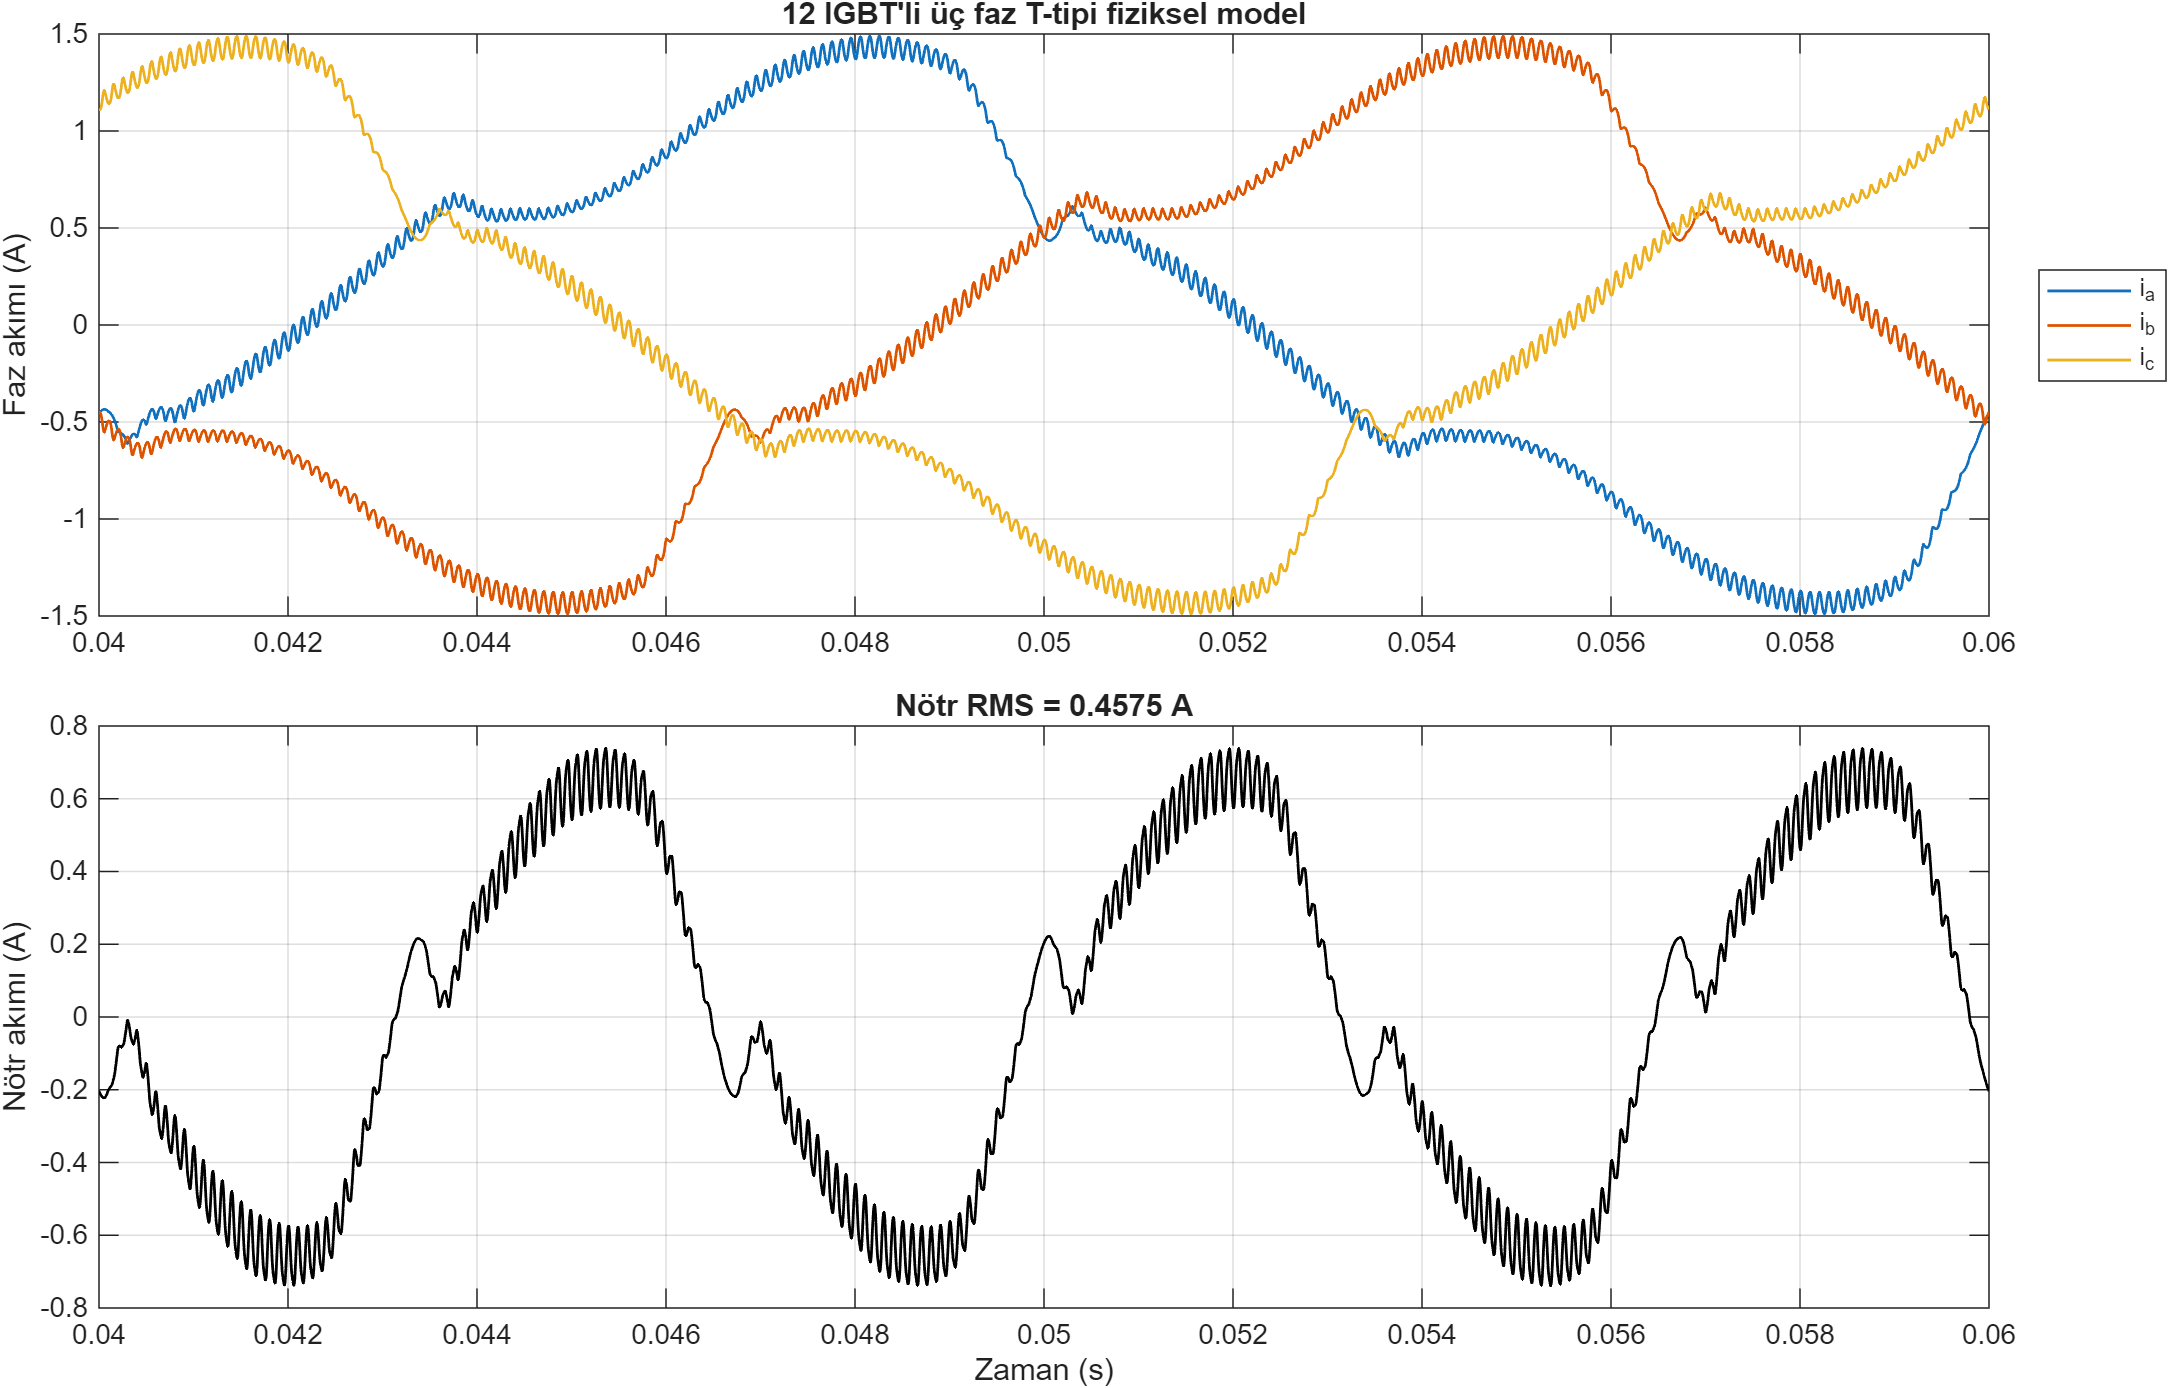 12 IGBT'li üç faz T-tipi fiziksel model
1.5
1
0.5
0
-0.5
-1
-1.5
Faz akımı (A)
0.04 0.042 0.044 0.046 0.048 0.05 0.052 0.054 0.056 0.058 0.06
ia
ib
ic
Nötr RMS = 0.4575 A
0.8
0.6
0.4
0.2
0
-0.2
-0.4
-0.6
-0.8
Nötr akımı (A)
0.04 0.042 0.044 0.046 0.048 0.05 0.052 0.054 0.056 0.058 0.06
Zaman (s)